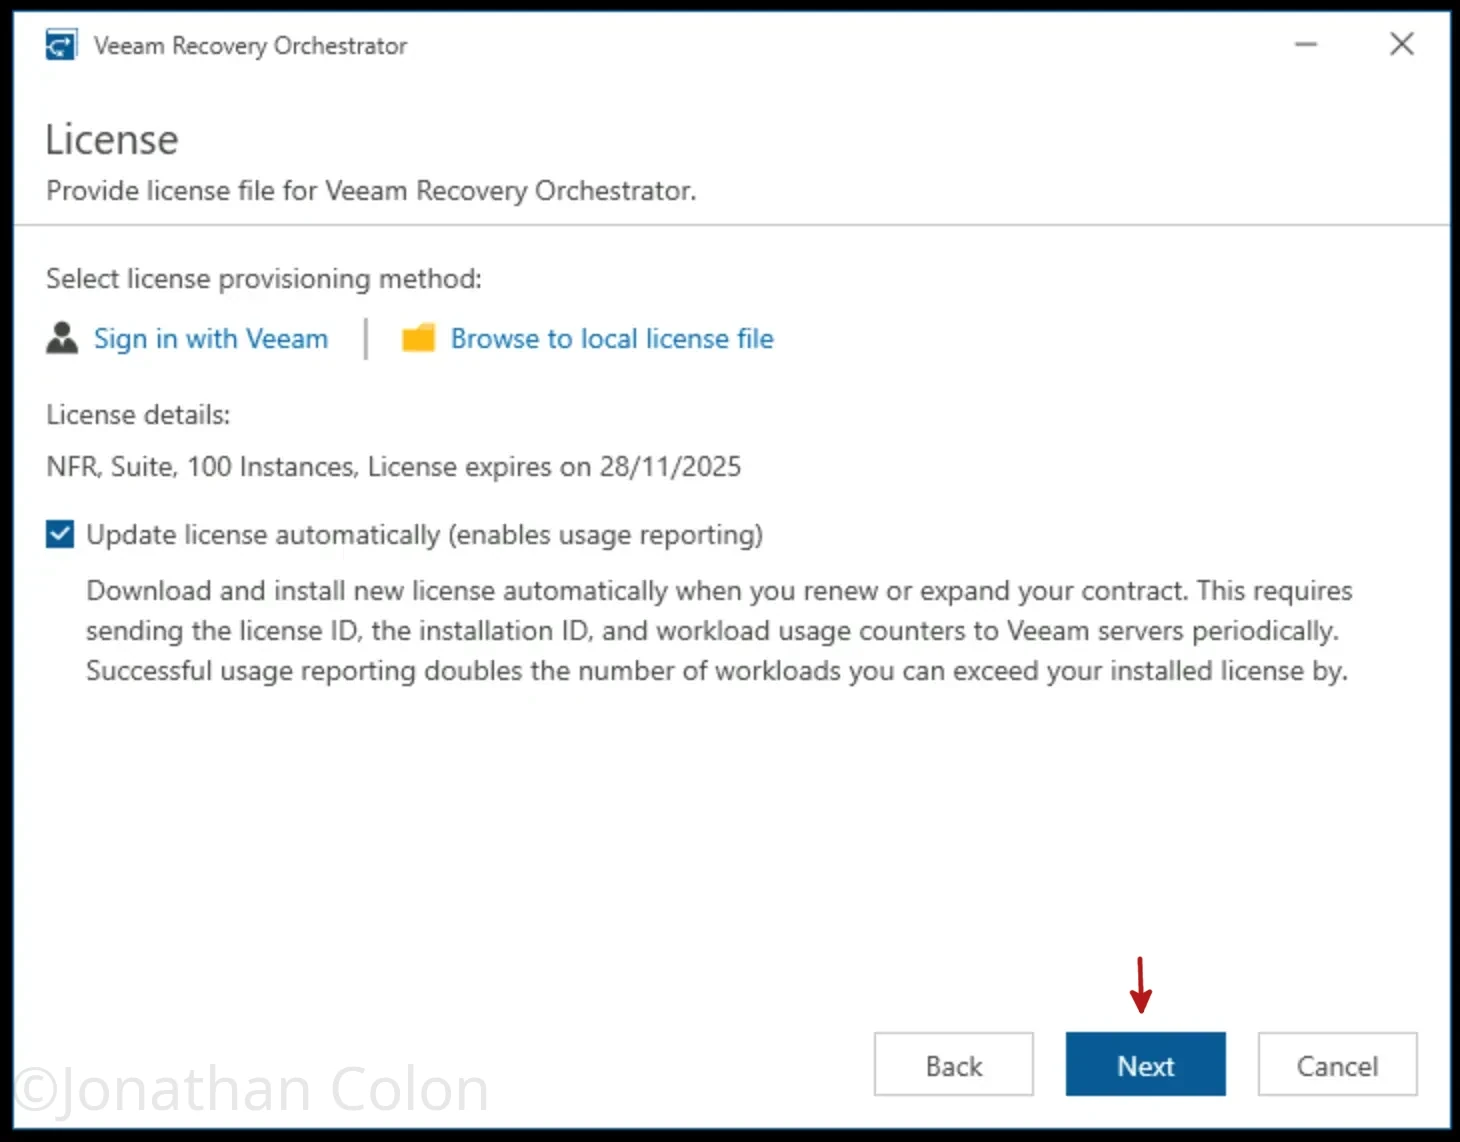 Veeam Recovery Orchestrator
License
Provide license file for Veeam Recovery Orchestrator.
Select license provisioning method:
Sign in with Veeam | Browse to local license file
License details:
NFR, Suite, 100 Instances, License expires on 28/11/2025
Update license automatically (enables usage reporting)
Download and install new license automatically when you renew or expand your contract. This requires
sending the license ID, the installation ID, and workload usage counters to Veeam servers periodically.
Successful usage reporting doubles the number of workloads you can exceed your installed license by.
Back Next Cancel
©Jonathan Colon